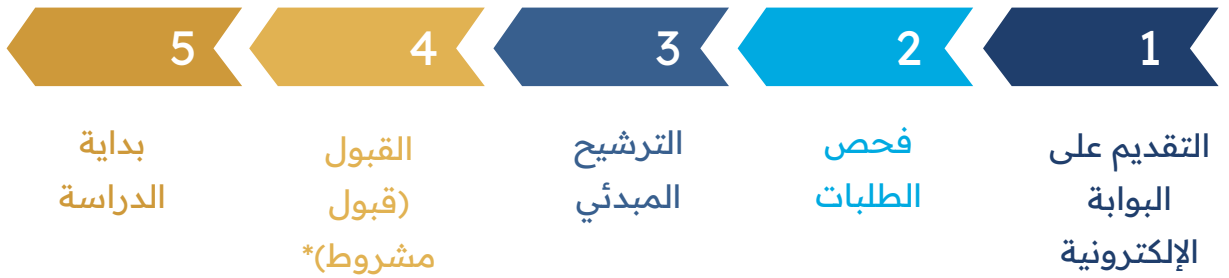 1
التقديم على
البوابة
الإلكترونية
2
فحص
الطلبات
3
الترشيح
المبدئي
4
القبول
(قبول
مشروط)*
5
بداية
الدراسة